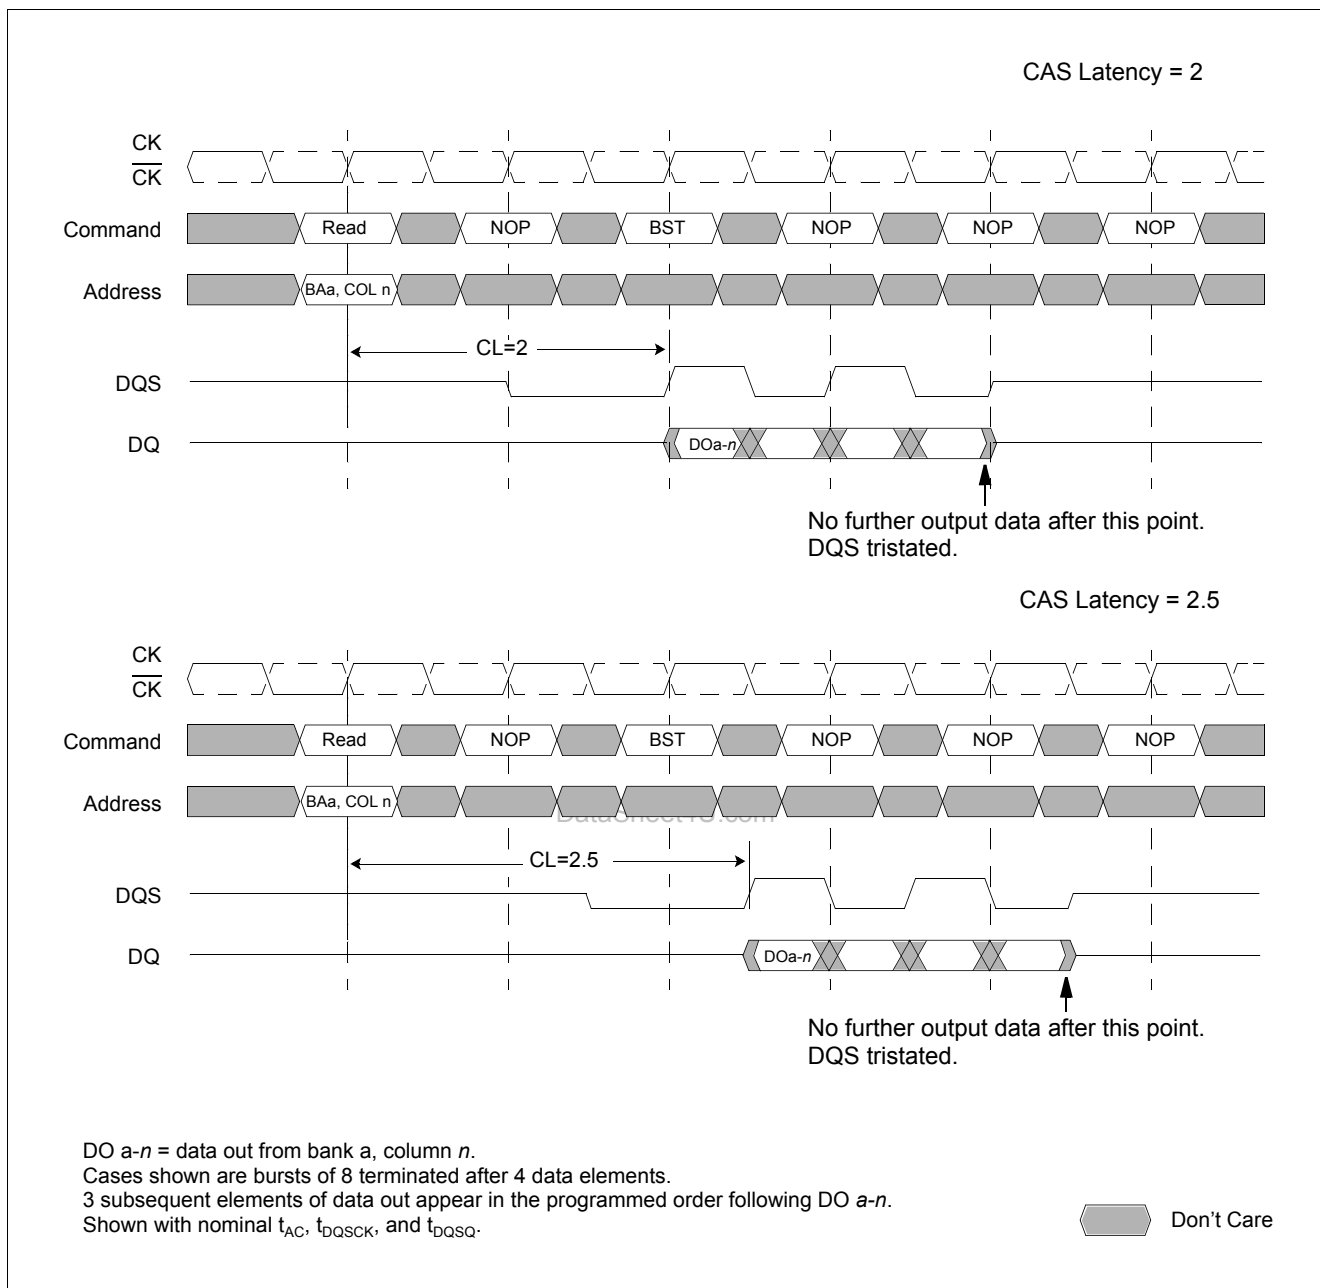 CAS Latency = 2
CK
CK
Command Read NOP BST NOP NOP NOP
Address BAa, COL n
CL=2
DQS
DQ DOa-n
No further output data after this point.
DQS tristated.
CAS Latency = 2.5
CK
CK
Command Read NOP BST NOP NOP NOP
Address BAa, COL n
DataSheet4U.com
CL=2.5
DQS
DQ DOa-n
No further output data after this point.
DQS tristated.
DO a-n = data out from bank a, column n.
Cases shown are bursts of 8 terminated after 4 data elements.
3 subsequent elements of data out appear in the programmed order following DO a-n.
Shown with nominal tAC, tDQSCK, and tDQSQ.
Don't Care